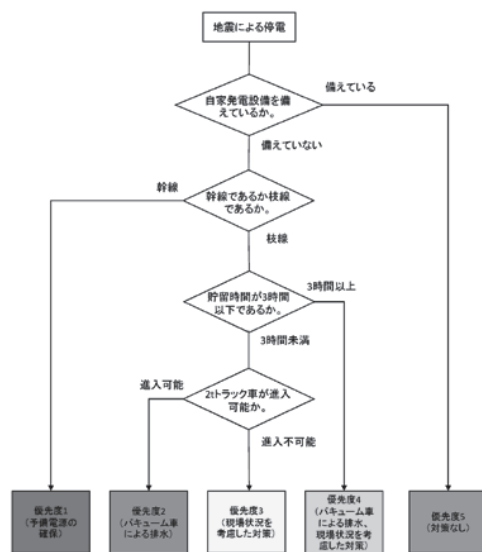 地震による停電
自家発電設備を備
えているか。
備えている
備えていない
幹線
幹線であるか枝線
であるか。
枝線
貯留時間が3時間
以下であるか。
3時間以上
3時間未満
進入可能
2tトラック車が進入
可能か。
進入不可能
優先度1
(予備電源の
確保)
優先度2
(バキューム車
による排水)
優先度3
(現場状況を
考慮した対策)
優先度4
(バキューム車
による排水、
現場状況を考
慮した対策)
優先度5
(対策なし)